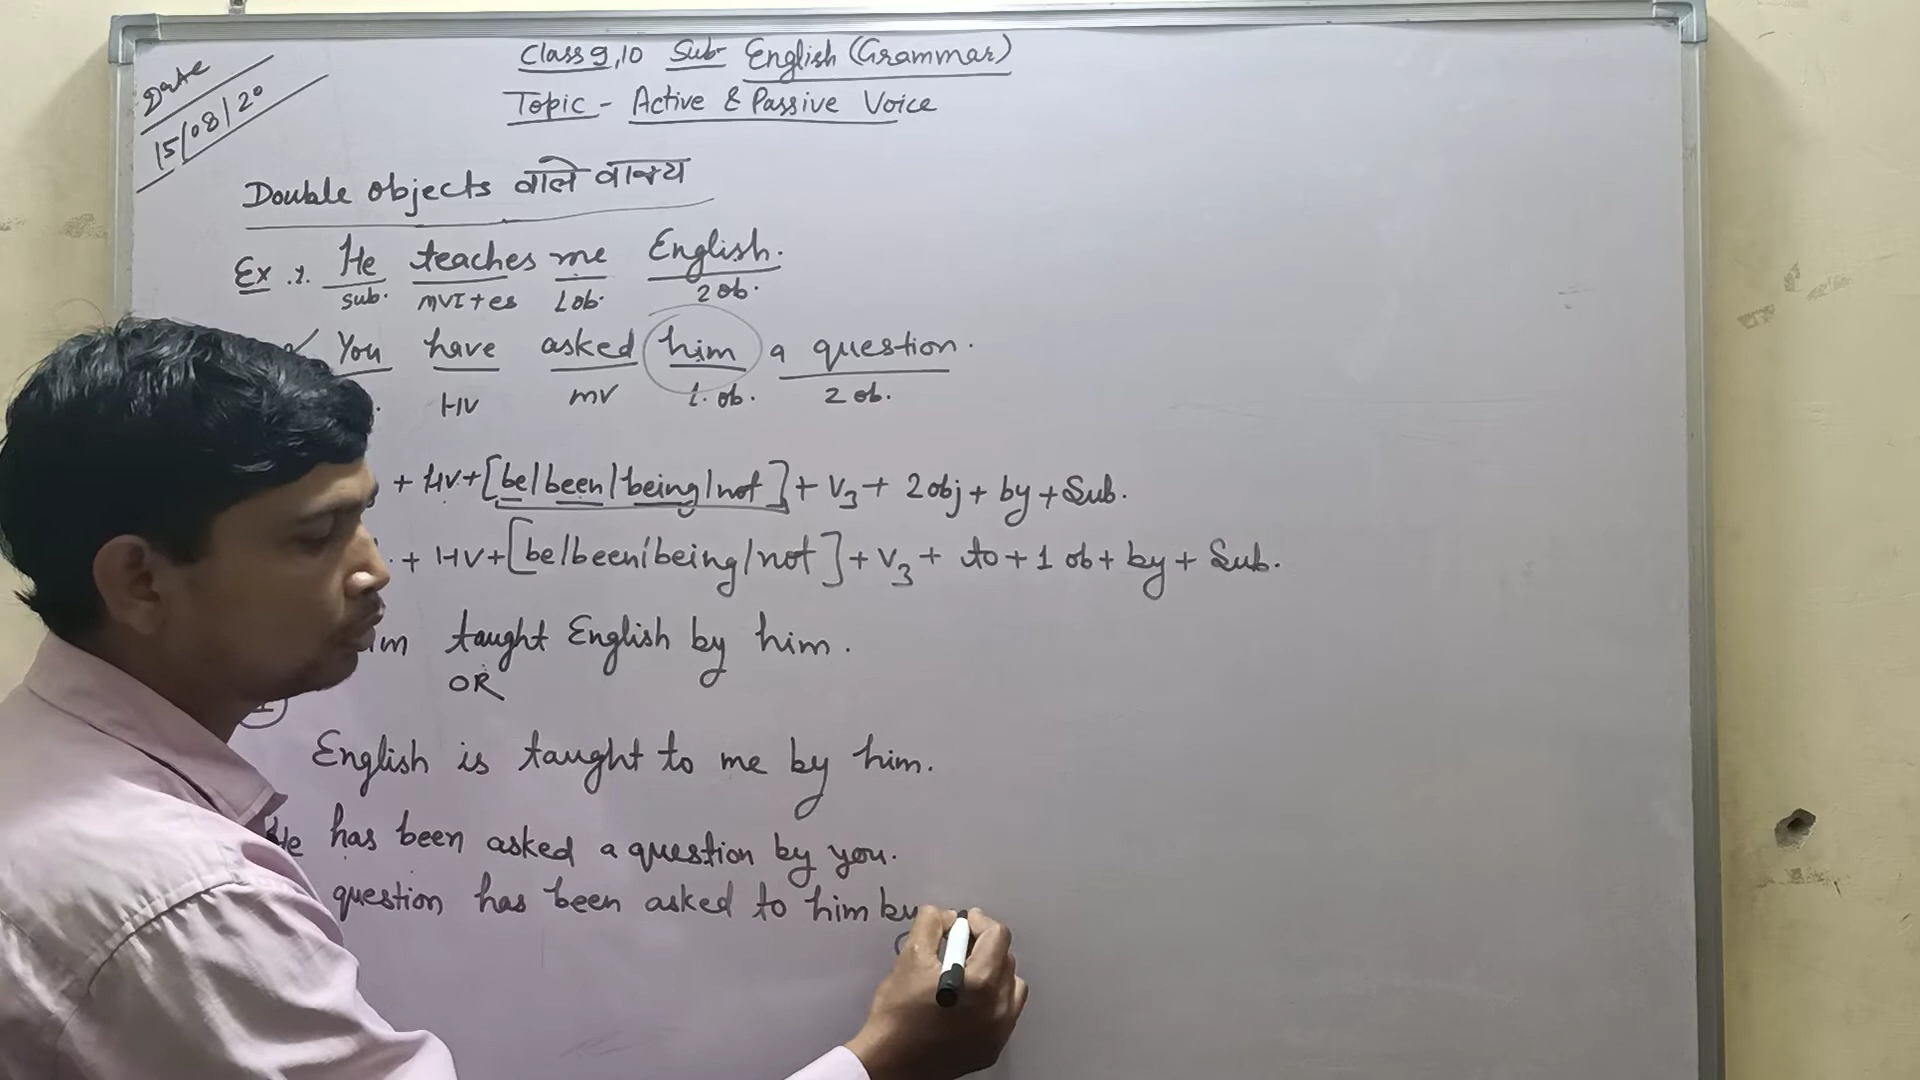 Date
15/08/20
Class 9,10 Sub- English (Grammar)
Topic - Active & Passive Voice
Double objects वाले वाक्य
Ex :. He teaches me English.
sub. MVI + es 1 ob. 2 ob.
You have asked him a question.
HV MV 1. ob. 2 ob.
+ HV + [be/been/being/not] + V3 + 2 obj + by + Sub.
+ HV + [be/been/being/not] + V3 + to + 1 ob + by + Sub.
am taught English by him.
OR
English is taught to me by him.
He has been asked a question by you.
question has been asked to him by